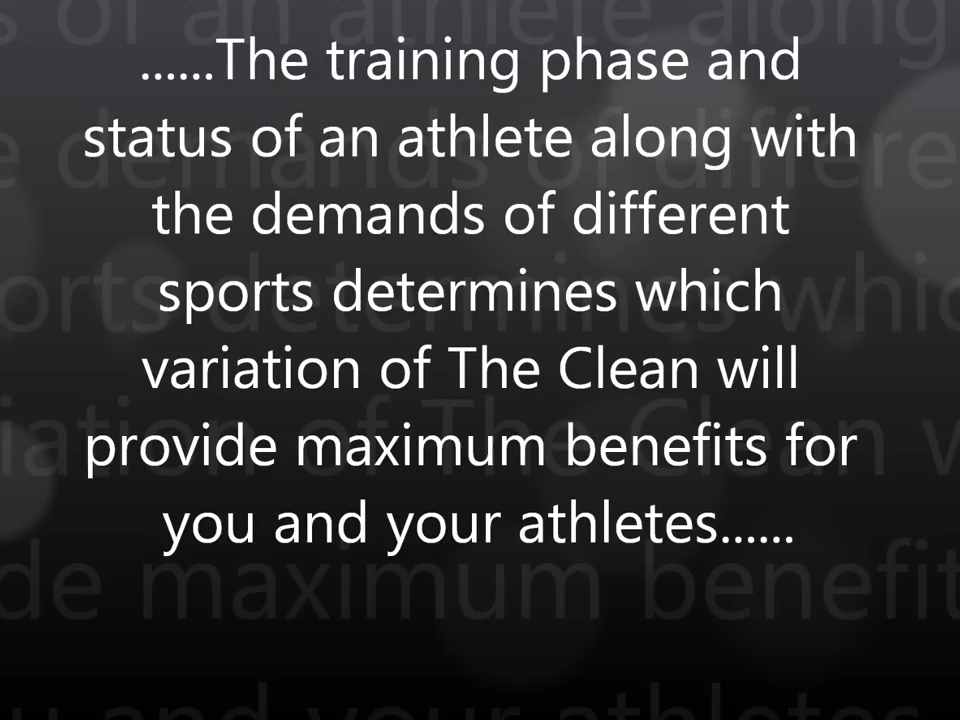 ......The training phase and
status of an athlete along with
the demands of different
sports determines which
variation of The Clean will
provide maximum benefits for
you and your athletes......